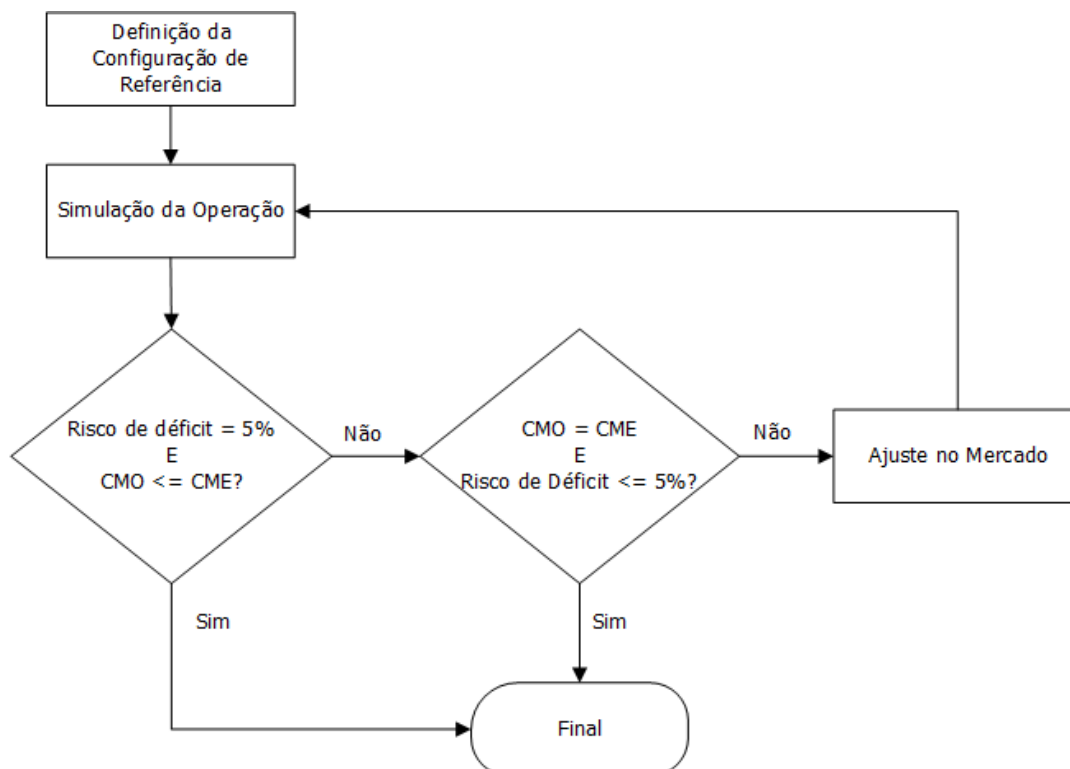 Definição da
Configuração de
Referência
Simulação da Operação
Risco de déficit = 5%
E
CMO <= CME?
Não
CMO = CME
E
Risco de Déficit <= 5%?
Não
Ajuste no Mercado
Sim
Sim
Final